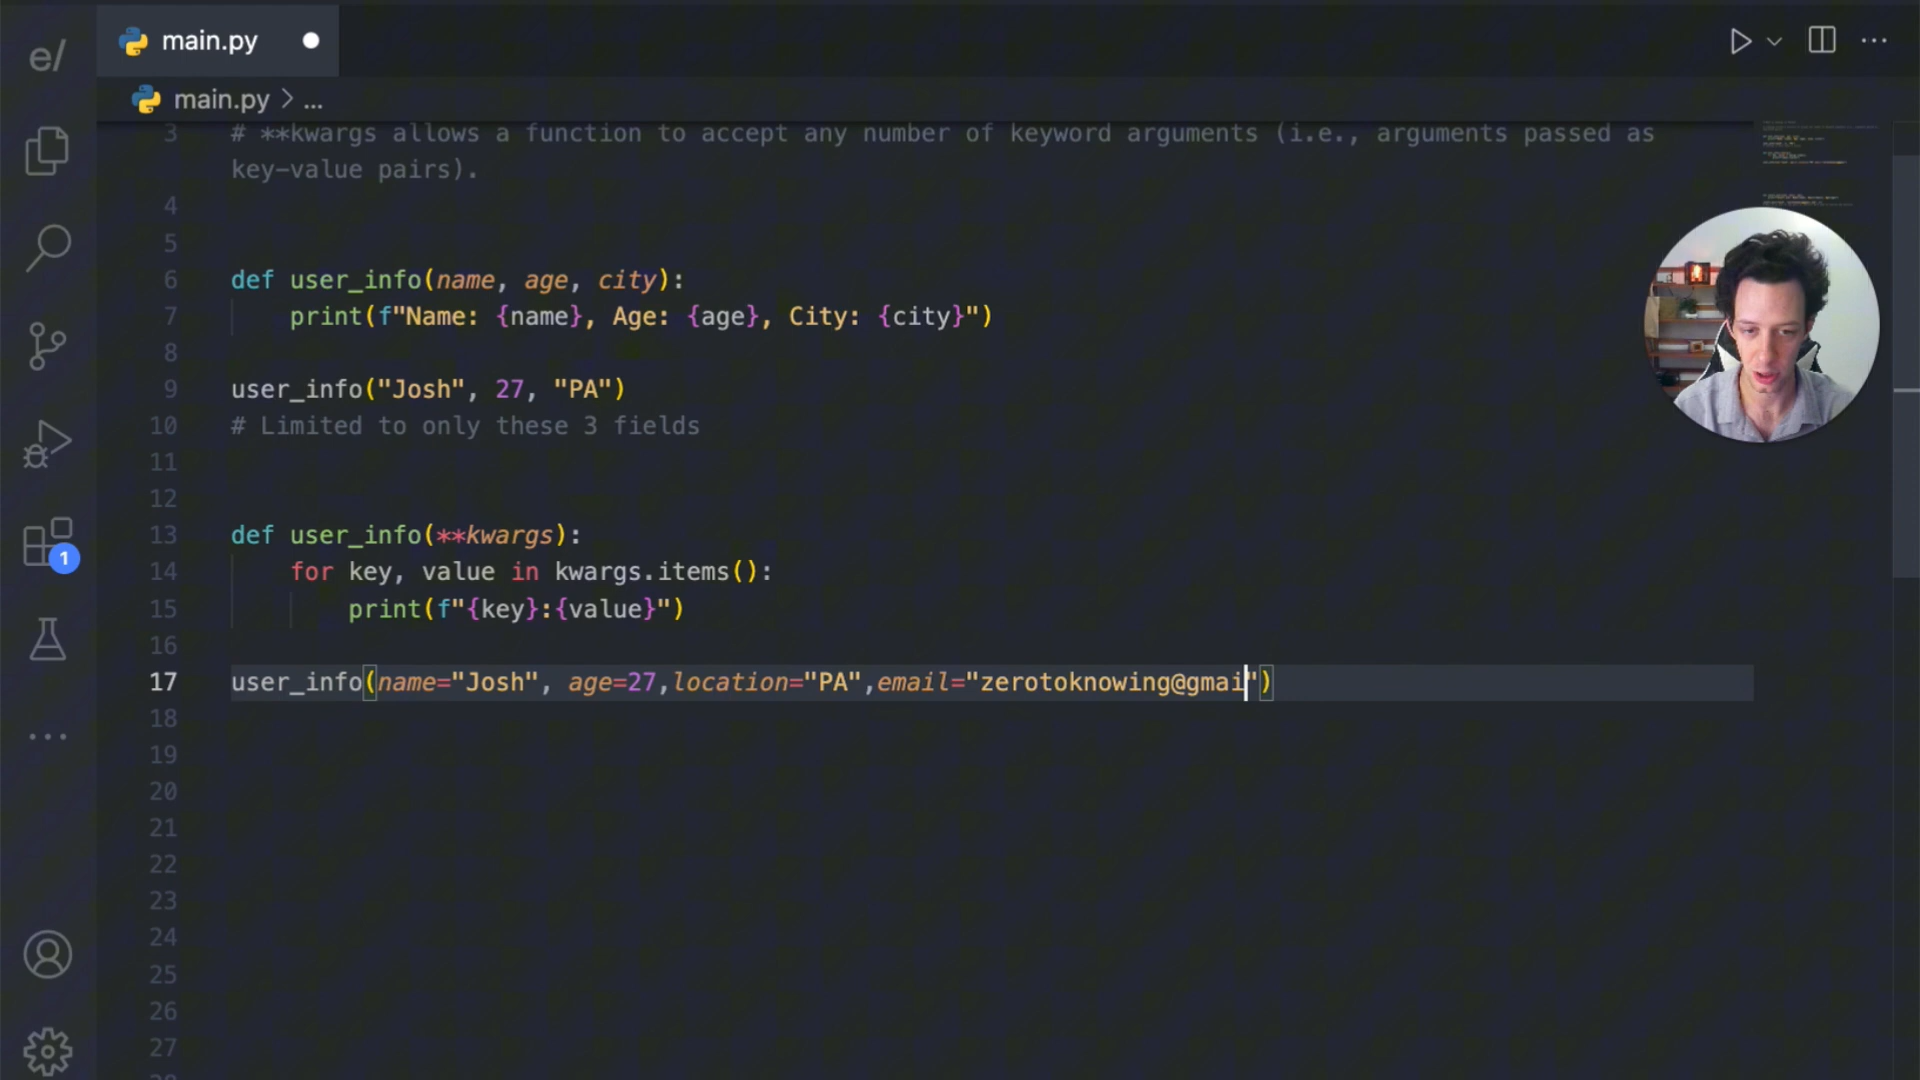 e/
main.py
main.py > ...
3 # **kwargs allows a function to accept any number of keyword arguments (i.e., arguments passed as
key-value pairs).
4
5
6 def user_info(name, age, city):
7 print(f"Name: {name}, Age: {age}, City: {city}")
8
9 user_info("Josh", 27, "PA")
10 # Limited to only these 3 fields
11
12
13 def user_info(**kwargs):
14 for key, value in kwargs.items():
15 print(f"{key}:{value}")
16
17 user_info(name="Josh", age=27,location="PA",email="zerotoknowing@gmai")
18
19
20
21
22
23
24
25
26
27
1